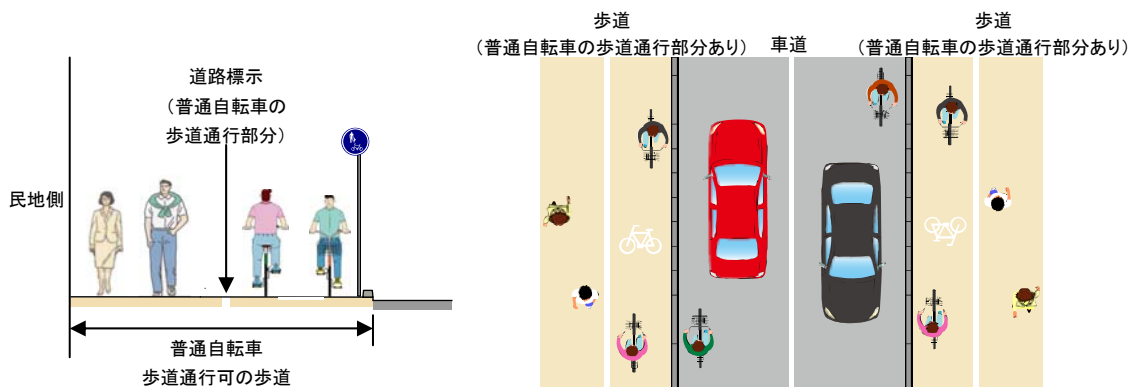 道路標示
(普通自転車の
歩道通行部分)
民地側
普通自転車
歩道通行可の歩道
歩道
(普通自転車の歩道通行部分あり)
車道
歩道
(普通自転車の歩道通行部分あり)